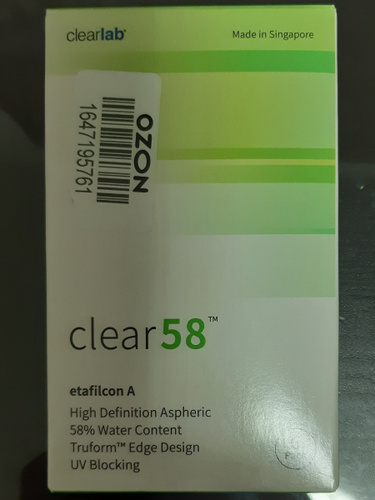 clearlab
Made in Singapore
OZON
1647195761
clear58™
etafilcon A
High Definition Aspheric
58% Water Content
Truform™ Edge Design
UV Blocking